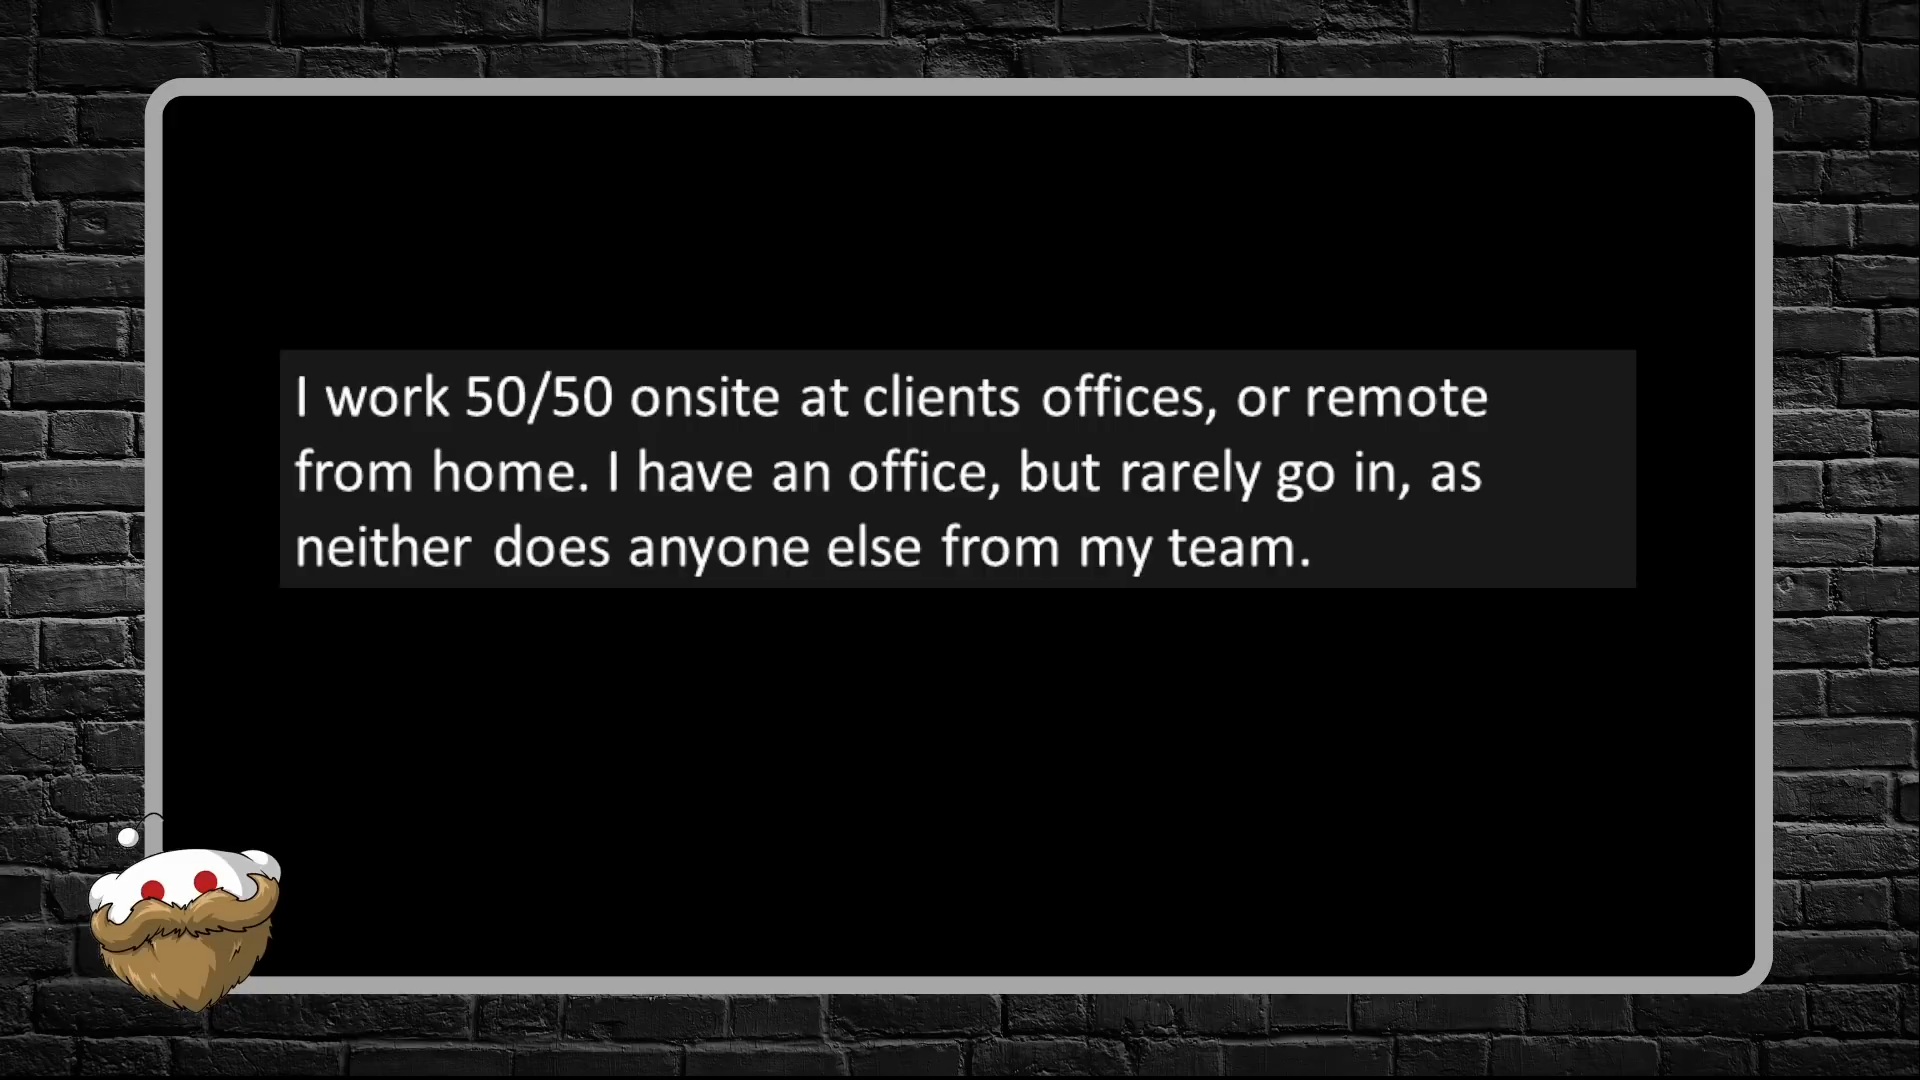 I work 50/50 onsite at clients offices, or remote
from home. I have an office, but rarely go in, as
neither does anyone else from my team.